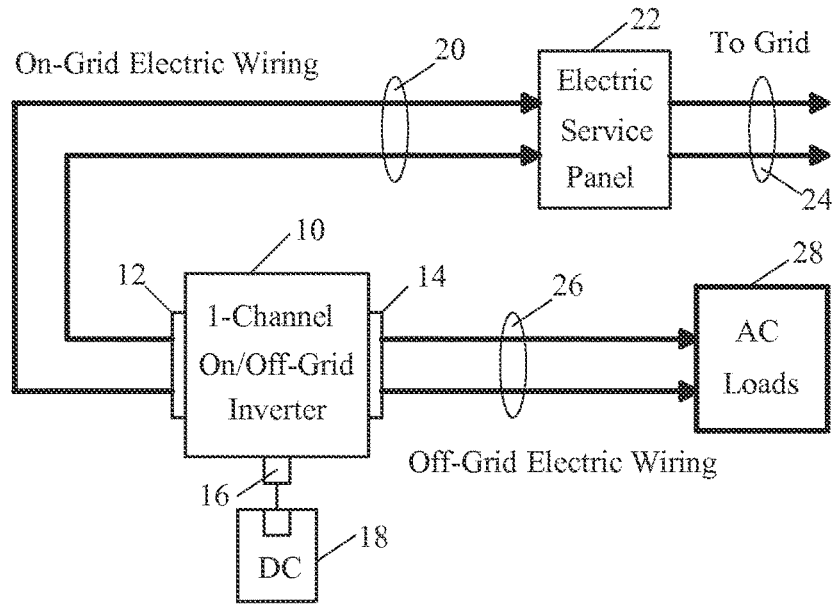 On-Grid Electric Wiring
20
22
To Grid
Electric
Service
Panel
24
10
12
14
1-Channel
On/Off-Grid
Inverter
26
28
AC
Loads
Off-Grid Electric Wiring
16
18
DC